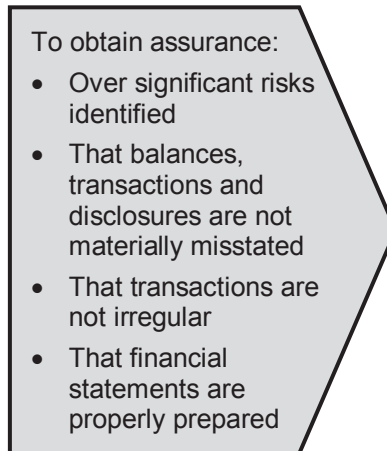 To obtain assurance:
• Over significant risks
identified
• That balances,
transactions and
disclosures are not
materially misstated
• That transactions are
not irregular
• That financial
statements are
properly prepared